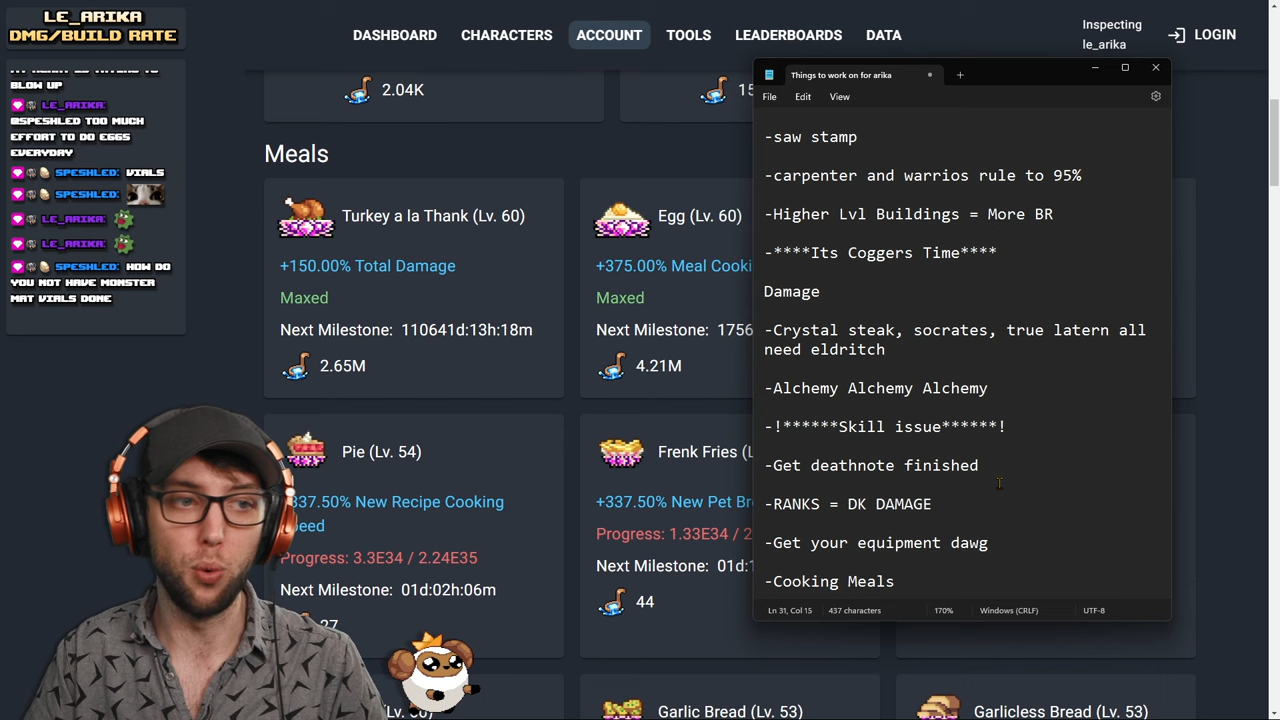 LE_ARIKA
DMG/BUILD RATE
DASHBOARD
CHARACTERS
ACCOUNT
TOOLS
LEADERBOARDS
DATA
Inspecting
le_arika
LOGIN
BLOW UP
LE_ARIKA:
@SPESHLED TOO MUCH
EFFORT TO DO EGGS
EVERYDAY
SPESHLED: VIALS
SPESHLED:
LE_ARIKA:
LE_ARIKA:
SPESHLED: HOW DO
YOU NOT HAVE MONSTER
MAT VIALS DONE
2.04K
15
Meals
Turkey a la Thank (Lv. 60)
+150.00% Total Damage
Maxed
Next Milestone: 110641d:13h:18m
2.65M
Egg (Lv. 60)
+375.00% Meal Cooki
Maxed
Next Milestone: 1756
4.21M
Pie (Lv. 54)
337.50% New Recipe Cooking
peed
Progress: 3.3E34 / 2.24E35
Next Milestone: 01d:02h:06m
27
Frenk Fries (L
+337.50% New Pet Br
Progress: 1.33E34 / 2
Next Milestone: 01d:1
44
Garlic Bread (Lv. 53)
Garlicless Bread (Lv. 53)
Things to work on for arika
File
Edit
View
-saw stamp
-carpenter and warrios rule to 95%
-Higher Lvl Buildings = More BR
-****Its Coggers Time****
Damage
-Crystal steak, socrates, true latern all
need eldritch
-Alchemy Alchemy Alchemy
-!******Skill issue******!
-Get deathnote finished
-RANKS = DK DAMAGE
-Get your equipment dawg
-Cooking Meals
Ln 31, Col 15
437 characters
170%
Windows (CRLF)
UTF-8